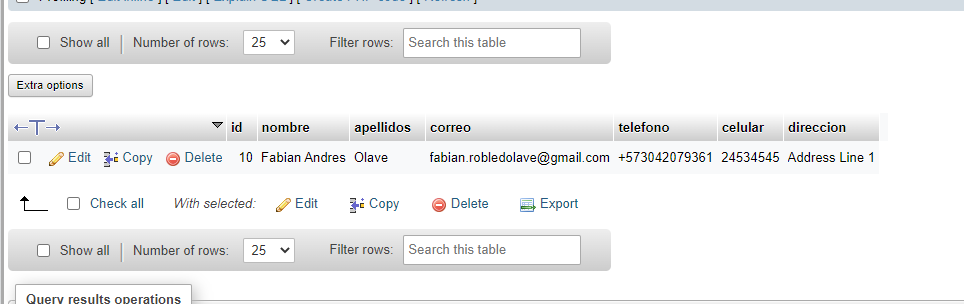 Profiling [ Edit inline ] [ Edit ] [ Explain SQL ] [ Create PHP code ] [ Refresh ]
Show all Number of rows: 25 Filter rows: Search this table
Extra options
id nombre apellidos correo telefono celular direccion
Edit Copy Delete 10 Fabian Andres Olave fabian.robledolave@gmail.com +573042079361 24534545 Address Line 1
Check all With selected: Edit Copy Delete Export
Show all Number of rows: 25 Filter rows: Search this table
Query results operations